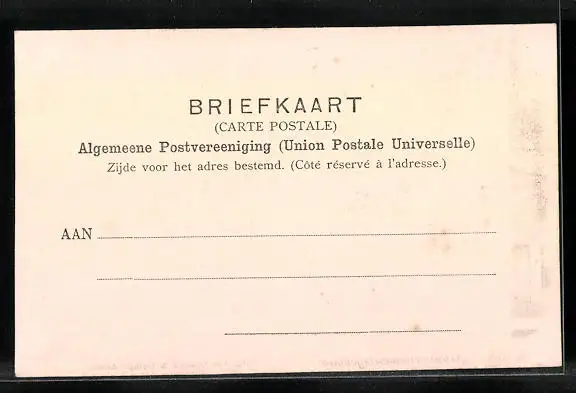 BRIEFKAART
(CARTE POSTALE)
Algemeene Postvereeniging (Union Postale Universelle)
Zijde voor het adres bestemd. (Côté réservé à l'adresse.)
AAN